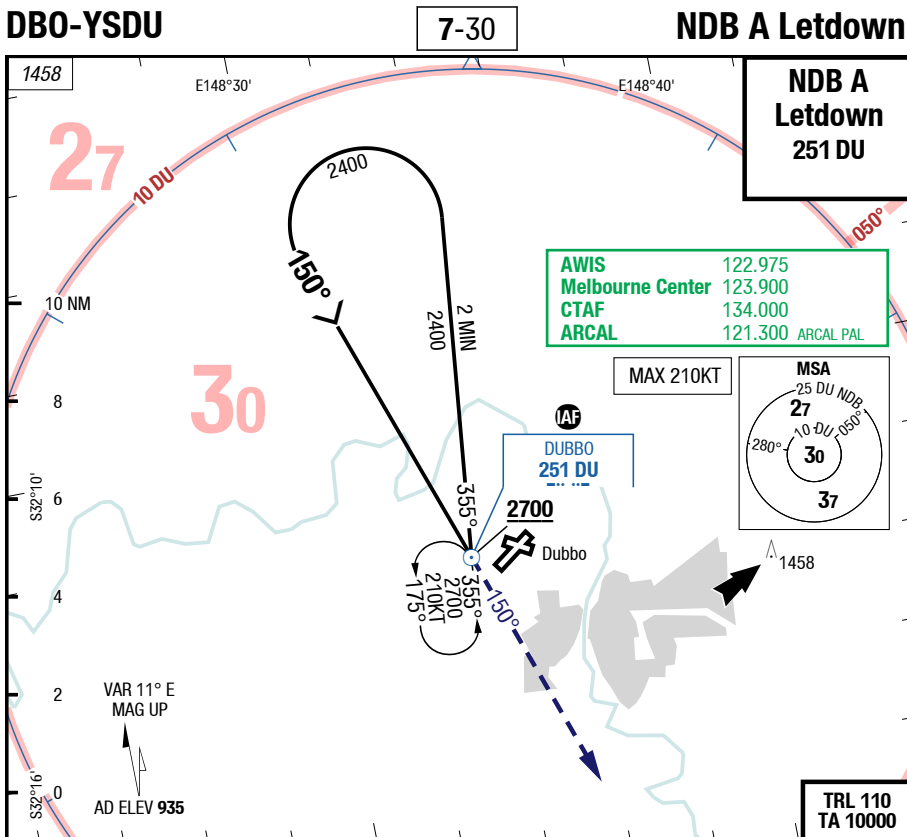 DBO-YSDU
7-30
NDB A Letdown
1458
E148°30'
E148°40'
NDB A
Letdown
251 DU
27
10 DU
050°
2400
150°
2 MIN
2400
AWIS 122.975
Melbourne Center 123.900
CTAF 134.000
ARCAL 121.300 ARCAL PAL
10 NM
MAX 210KT
MSA
25 DU NDB
27
10 DU
050°
280°
30
37
30
8
IAF
DUBBO
251 DU
S32°10'
6
355°
2700
Dubbo
1458
4
355°
2700
210KT
175°
150°
2
VAR 11° E
MAG UP
S32°16'
0
AD ELEV 935
TRL 110
TA 10000